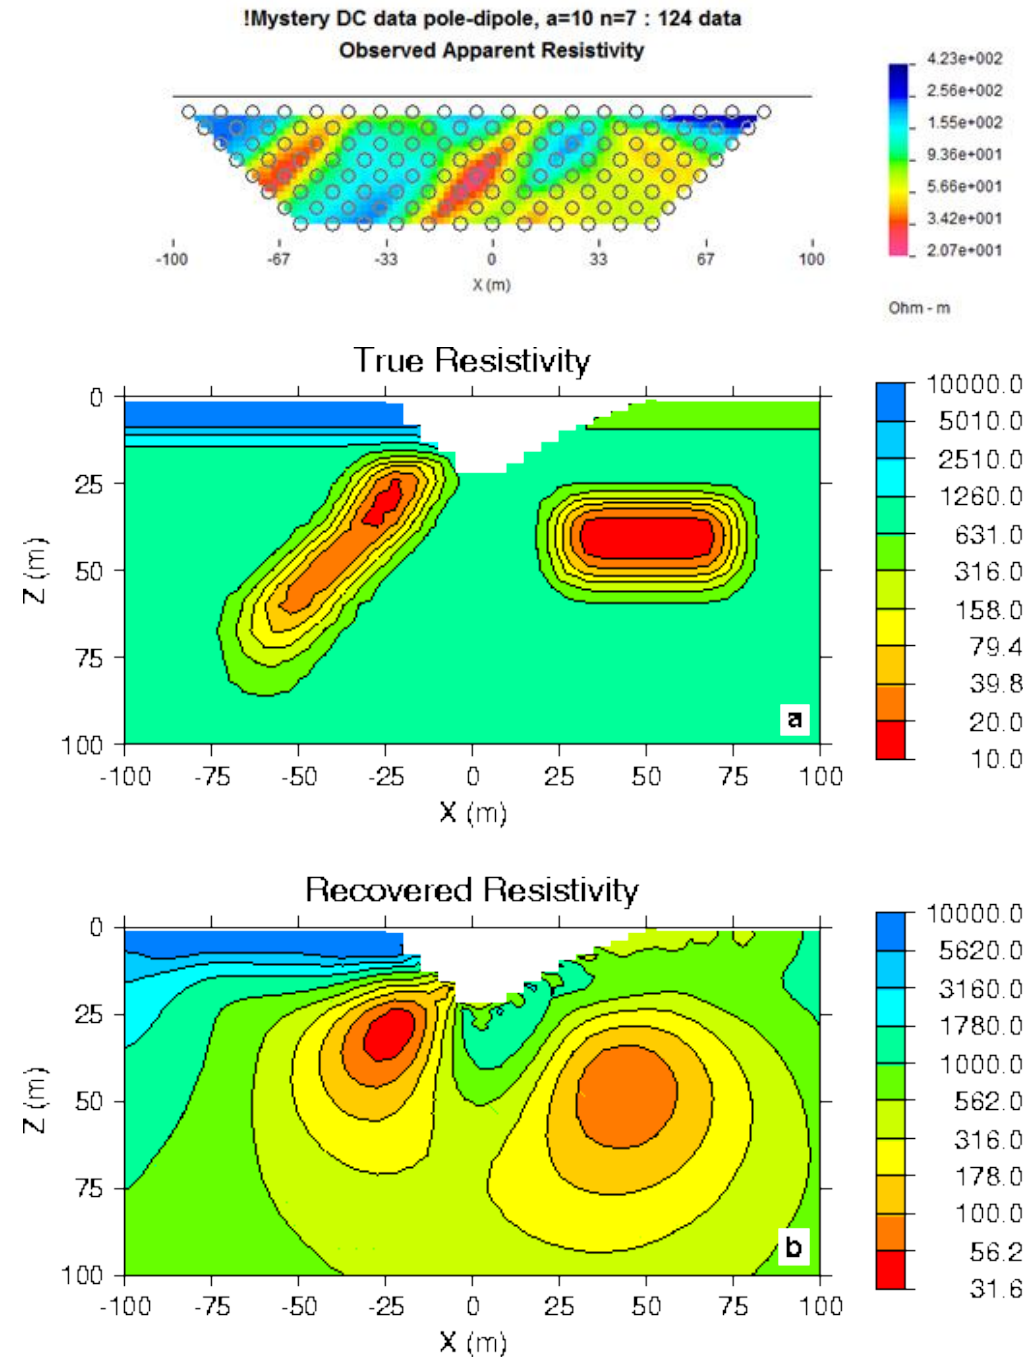 !Mystery DC data pole-dipole, a=10 n=7 : 124 data
Observed Apparent Resistivity
4.23e+002
2.56e+002
1.55e+002
9.36e+001
5.66e+001
3.42e+001
2.07e+001
-100 -67 -33 0 33 67 100
X (m)
Ohm - m
True Resistivity
0
25
50
75
100
Z (m)
-100 -75 -50 -25 0 25 50 75 100
X (m)
a
10000.0
5010.0
2510.0
1260.0
631.0
316.0
158.0
79.4
39.8
20.0
10.0
Recovered Resistivity
0
25
50
75
100
Z (m)
-100 -75 -50 -25 0 25 50 75 100
X (m)
b
10000.0
5620.0
3160.0
1780.0
1000.0
562.0
316.0
178.0
100.0
56.2
31.6